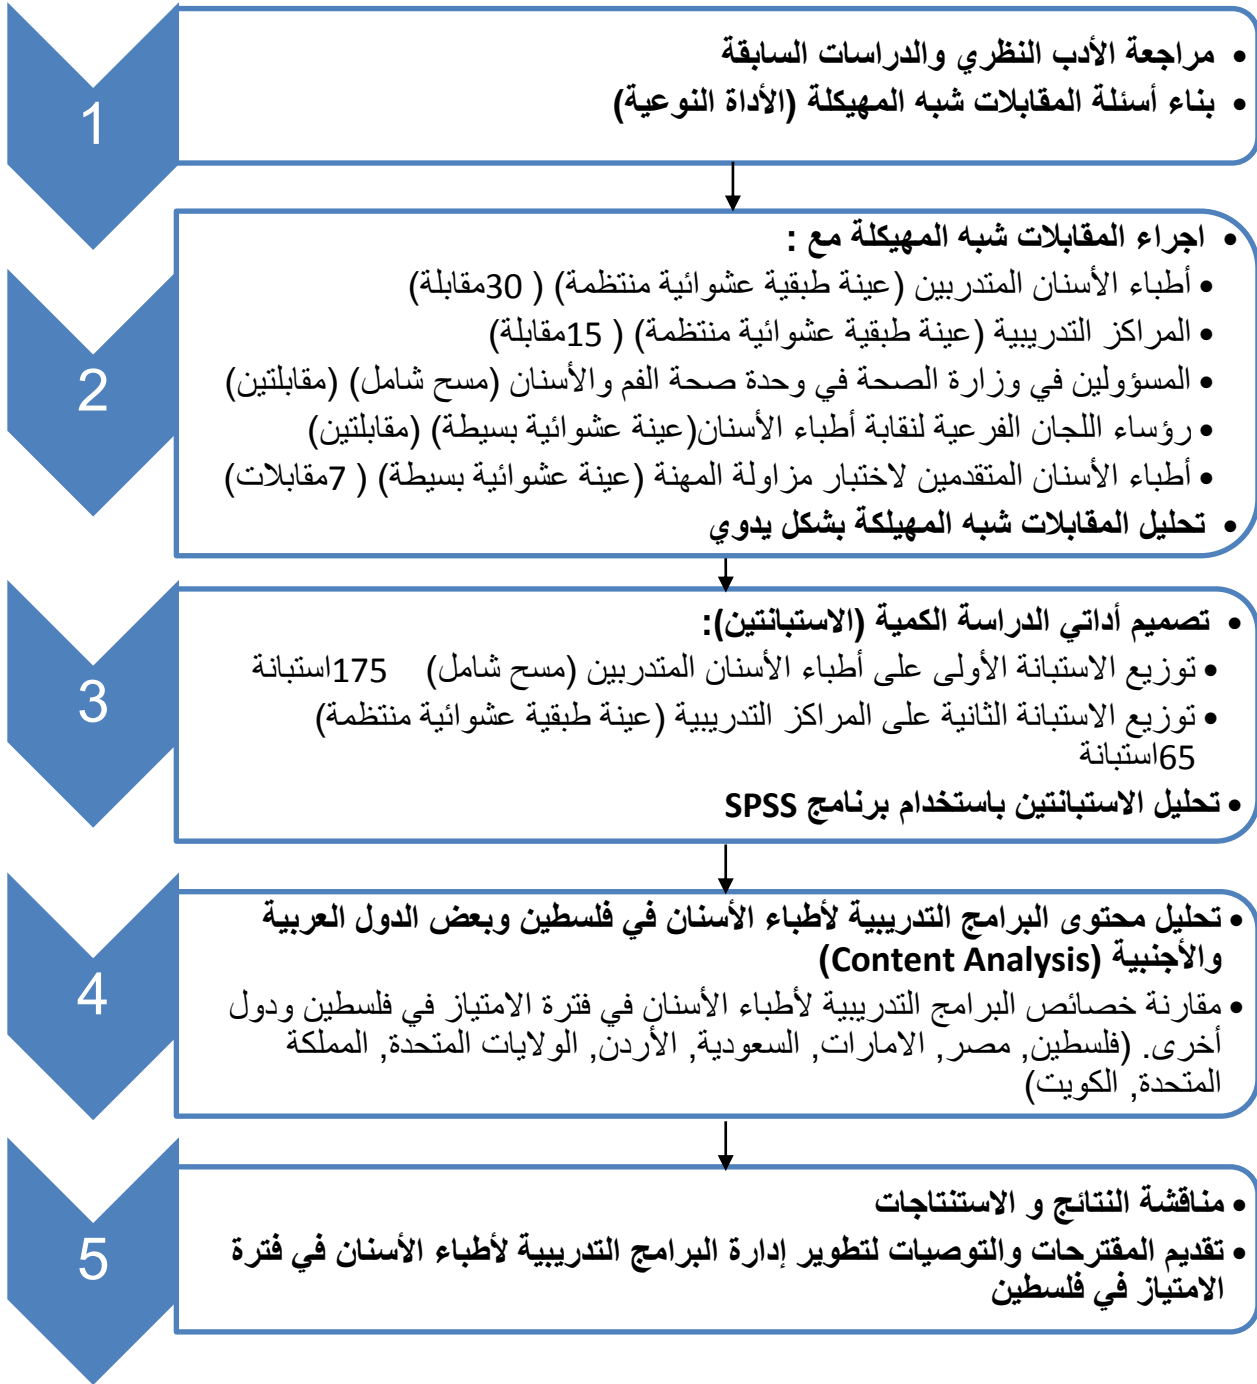 1
• مراجعة الأدب النظري والدراسات السابقة
• بناء أسئلة المقابلات شبه المهيكلة (الأداة النوعية)
2
• اجراء المقابلات شبه المهيكلة مع :
• أطباء الأسنان المتدربين (عينة طبقية عشوائية منتظمة) ( 30مقابلة)
• المراكز التدريبية (عينة طبقية عشوائية منتظمة) ( 15مقابلة)
• المسؤولين في وزارة الصحة في وحدة صحة الفم والأسنان (مسح شامل) (مقابلتين)
• رؤساء اللجان الفرعية لنقابة أطباء الأسنان(عينة عشوائية بسيطة) (مقابلتين)
• أطباء الأسنان المتقدمين لاختبار مزاولة المهنة (عينة عشوائية بسيطة) ( 7مقابلات)
• تحليل المقابلات شبه المهيلكة بشكل يدوي
3
• تصميم أداتي الدراسة الكمية (الاستبانتين):
• توزيع الاستبانة الأولى على أطباء الأسنان المتدربين (مسح شامل) 175استبانة
• توزيع الاستبانة الثانية على المراكز التدريبية (عينة طبقية عشوائية منتظمة)
65استبانة
• تحليل الاستبانتين باستخدام برنامج SPSS
4
• تحليل محتوى البرامج التدريبية لأطباء الأسنان في فلسطين وبعض الدول العربية
والأجنبية (Content Analysis)
• مقارنة خصائص البرامج التدريبية لأطباء الأسنان في فترة الامتياز في فلسطين ودول
أخرى. (فلسطين, مصر, الامارات, السعودية, الأردن, الولايات المتحدة, المملكة
المتحدة, الكويت)
5
• مناقشة النتائج و الاستنتاجات
• تقديم المقترحات والتوصيات لتطوير إدارة البرامج التدريبية لأطباء الأسنان في فترة
الامتياز في فلسطين